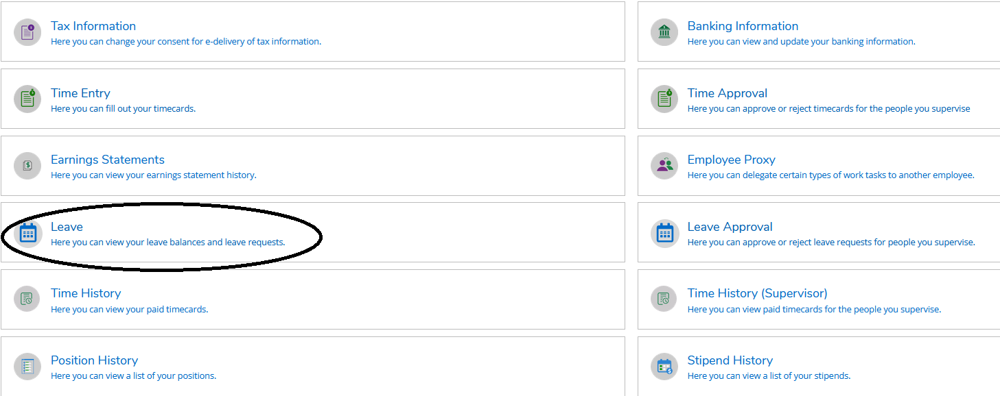 Tax Information
Here you can change your consent for e-delivery of tax information.
Banking Information
Here you can view and update your banking information.
Time Entry
Here you can fill out your timecards.
Time Approval
Here you can approve or reject timecards for the people you supervise
Earnings Statements
Here you can view your earnings statement history.
Employee Proxy
Here you can delegate certain types of work tasks to another employee.
Leave
Here you can view your leave balances and leave requests.
Leave Approval
Here you can approve or reject leave requests for people you supervise.
Time History
Here you can view your paid timecards.
Time History (Supervisor)
Here you can view paid timecards for the people you supervise.
Position History
Here you can view a list of your positions.
Stipend History
Here you can view a list of your stipends.